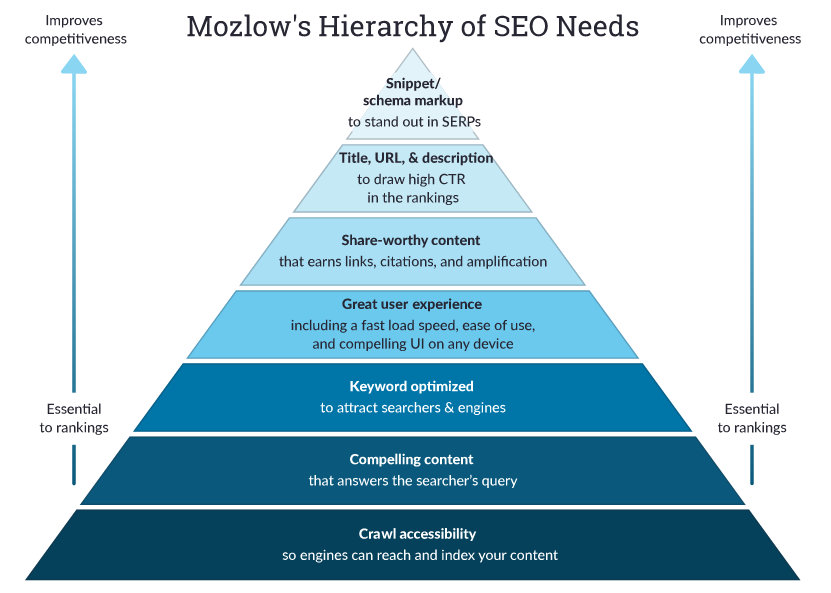 Mozlow's Hierarchy of SEO Needs
Improves
competitiveness
Improves
competitiveness
Snippet/
schema markup
to stand out in SERPs
Title, URL, & description
to draw high CTR
in the rankings
Share-worthy content
that earns links, citations, and amplification
Great user experience
including a fast load speed, ease of use,
and compelling UI on any device
Keyword optimized
to attract searchers & engines
Essential
to rankings
Essential
to rankings
Compelling content
that answers the searcher's query
Crawl accessibility
so engines can reach and index your content